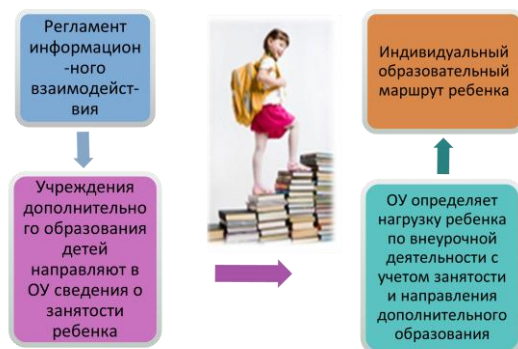 Регламент
информацион
-ного
взаимодейст-
вия
Учреждения
дополнительно
го образования
детей
направляют в
ОУ сведения о
занятости
ребенка
Индивидуальный
образовательный
маршрут ребенка
ОУ определяет
нагрузку ребенка
по внеурочной
деятельности с
учетом занятости
и направления
дополнительного
образования